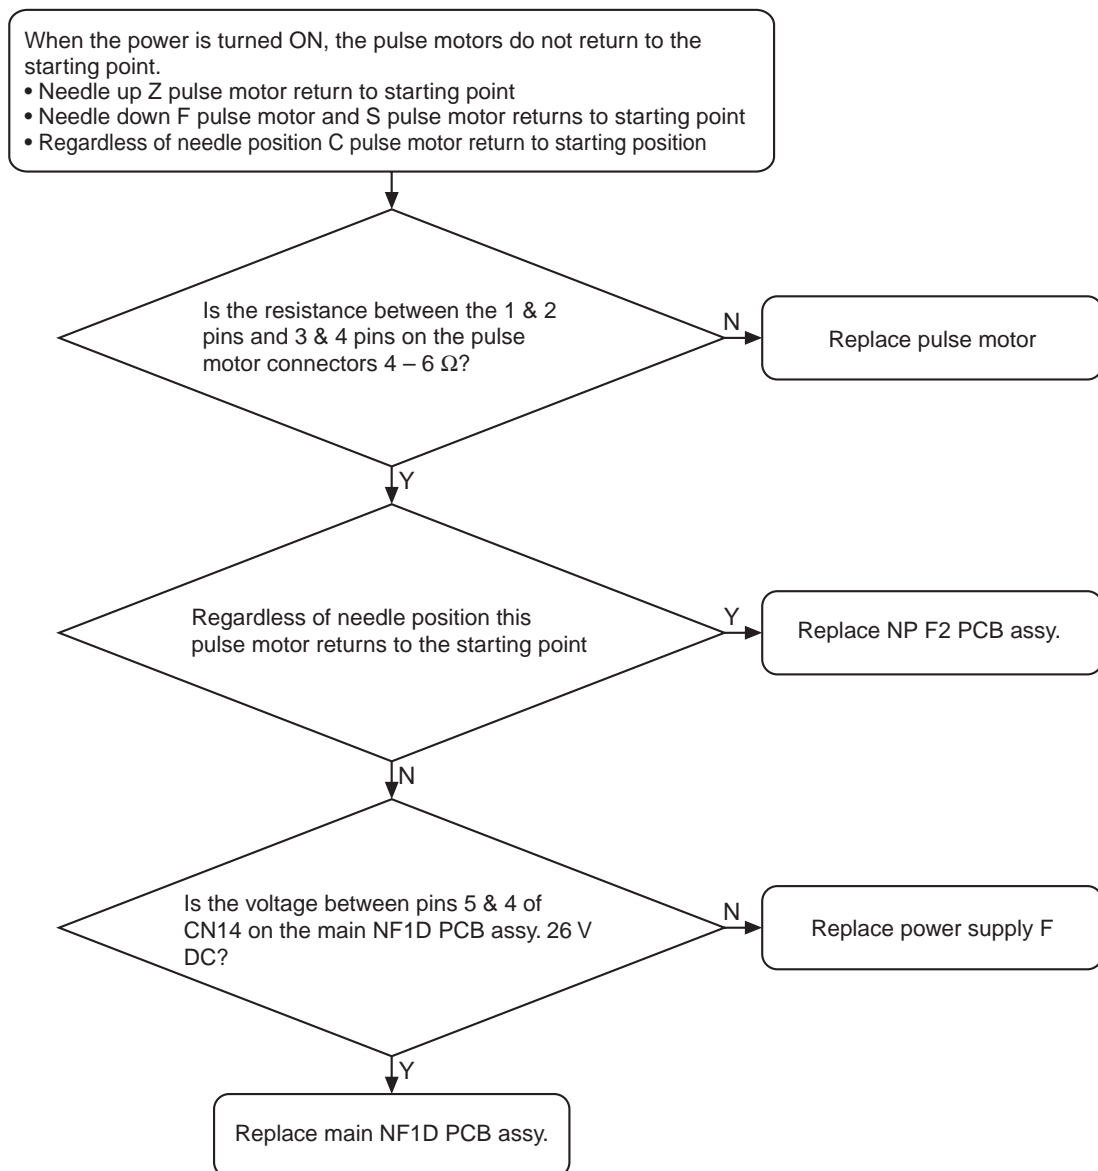 When the power is turned ON, the pulse motors do not return to the
starting point.
• Needle up Z pulse motor return to starting point
• Needle down F pulse motor and S pulse motor returns to starting point
• Regardless of needle position C pulse motor return to starting position
Is the resistance between the 1 & 2
pins and 3 & 4 pins on the pulse
motor connectors 4 – 6 Ω?
N
Replace pulse motor
Y
Regardless of needle position this
pulse motor returns to the starting point
Y
Replace NP F2 PCB assy.
N
Is the voltage between pins 5 & 4 of
CN14 on the main NF1D PCB assy. 26 V
DC?
N
Replace power supply F
Y
Replace main NF1D PCB assy.